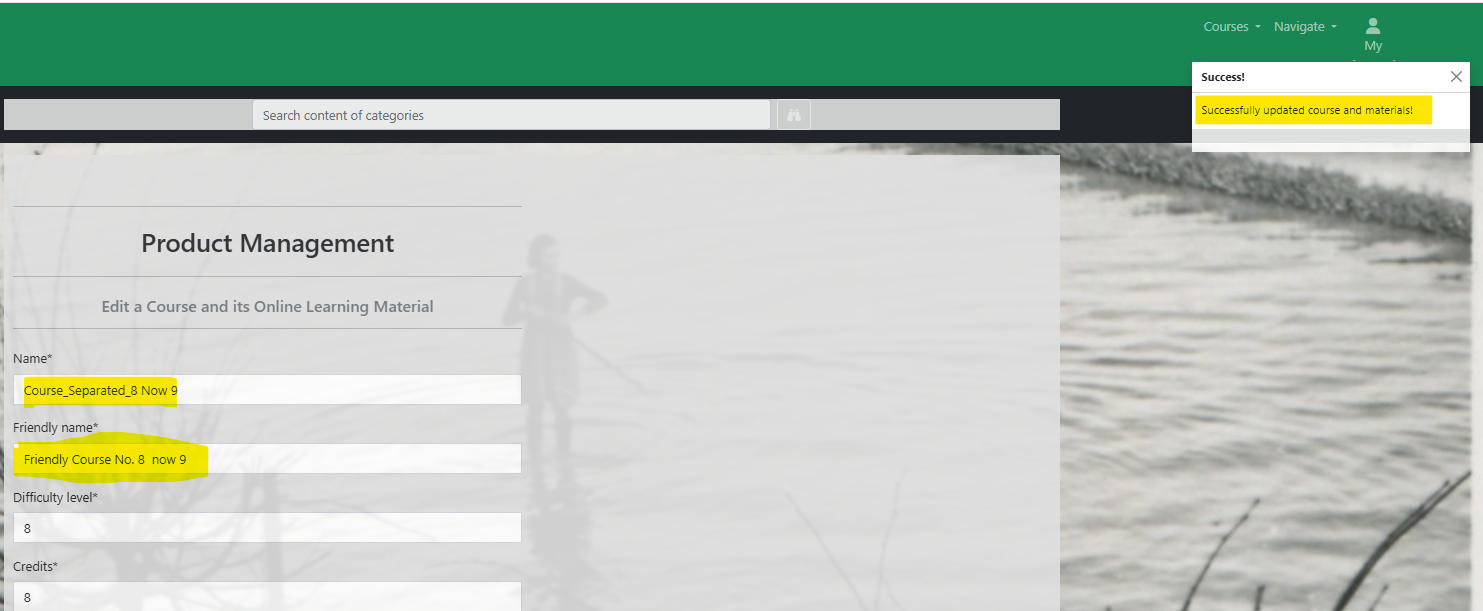 Courses Navigate
My
Success!
Successfully updated course and materials!
Search content of categories
Product Management
Edit a Course and its Online Learning Material
Name*
Course_Separated_8 Now 9
Friendly name*
Friendly Course No. 8  now 9
Difficulty level*
8
Credits*
8